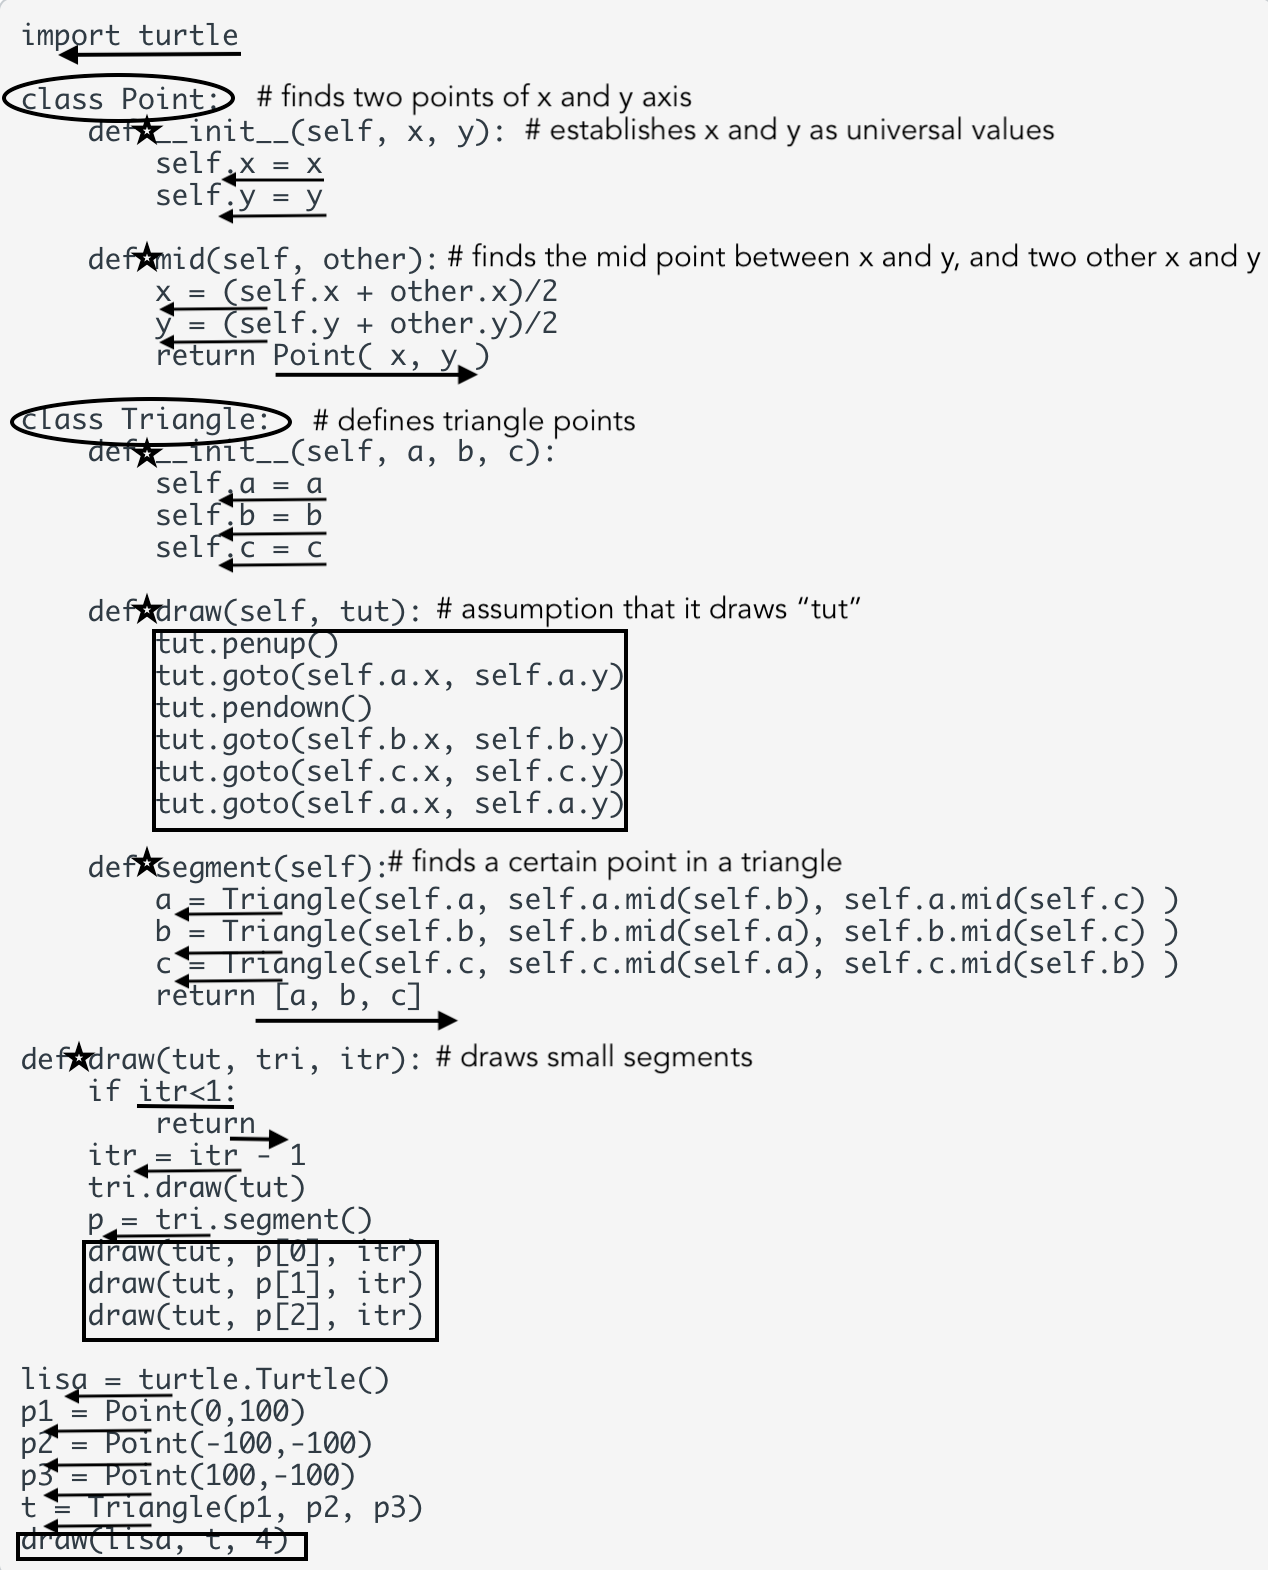 import turtle
class Point: # finds two points of x and y axis
def __init__(self, x, y): # establishes x and y as universal values
self.x = x
self.y = y
def mid(self, other): # finds the mid point between x and y, and two other x and y
x = (self.x + other.x)/2
y = (self.y + other.y)/2
return Point( x, y )
class Triangle: # defines triangle points
def __init__(self, a, b, c):
self.a = a
self.b = b
self.c = c
def draw(self, tut): # assumption that it draws “tut”
tut.penup()
tut.goto(self.a.x, self.a.y)
tut.pendown()
tut.goto(self.b.x, self.b.y)
tut.goto(self.c.x, self.c.y)
tut.goto(self.a.x, self.a.y)
def segment(self): # finds a certain point in a triangle
a = Triangle(self.a, self.a.mid(self.b), self.a.mid(self.c) )
b = Triangle(self.b, self.b.mid(self.a), self.b.mid(self.c) )
c = Triangle(self.c, self.c.mid(self.a), self.c.mid(self.b) )
return [a, b, c]
def draw(tut, tri, itr): # draws small segments
if itr<1:
return
itr = itr - 1
tri.draw(tut)
p = tri.segment()
draw(tut, p[0], itr)
draw(tut, p[1], itr)
draw(tut, p[2], itr)
lisa = turtle.Turtle()
p1 = Point(0,100)
p2 = Point(-100,-100)
p3 = Point(100,-100)
t = Triangle(p1, p2, p3)
draw(lisa, t, 4)